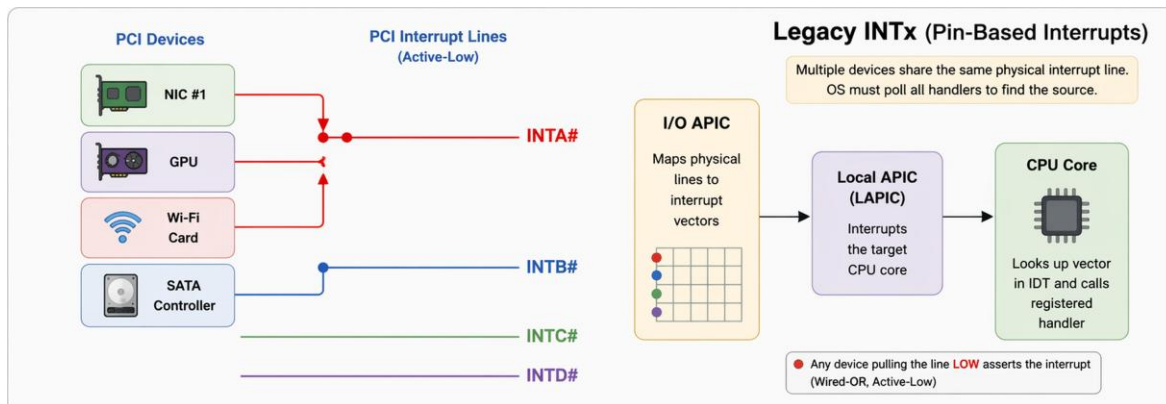 PCI Devices
NIC #1
GPU
Wi-Fi
Card
SATA
Controller
PCI Interrupt Lines
(Active-Low)
INTA#
INTB#
INTC#
INTD#
Legacy INTx (Pin-Based Interrupts)
Multiple devices share the same physical interrupt line.
OS must poll all handlers to find the source.
I/O APIC
Maps physical
lines to
interrupt
vectors
Local APIC
(LAPIC)
Interrupts
the target
CPU core
CPU Core
Looks up vector
in IDT and calls
registered
handler
Any device pulling the line LOW asserts the interrupt
(Wired-OR, Active-Low)